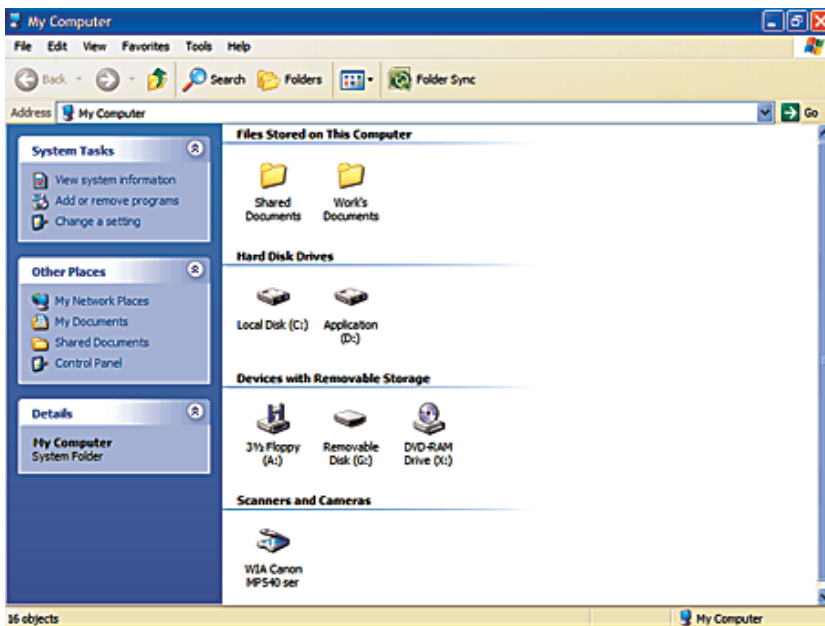 My Computer
File Edit View Favorites Tools Help
Back Search Folders Folder Sync
Address My Computer Go
System Tasks
View system information
Add or remove programs
Change a setting
Other Places
My Network Places
My Documents
Shared Documents
Control Panel
Details
My Computer
System Folder
Files Stored on This Computer
Shared Documents
Work's Documents
Hard Disk Drives
Local Disk (C:)
Application (D:)
Devices with Removable Storage
3½ Floppy (A:)
Removable Disk (G:)
DVD-RAM Drive (X:)
Scanners and Cameras
WIA Canon MP540 ser
16 objects
My Computer